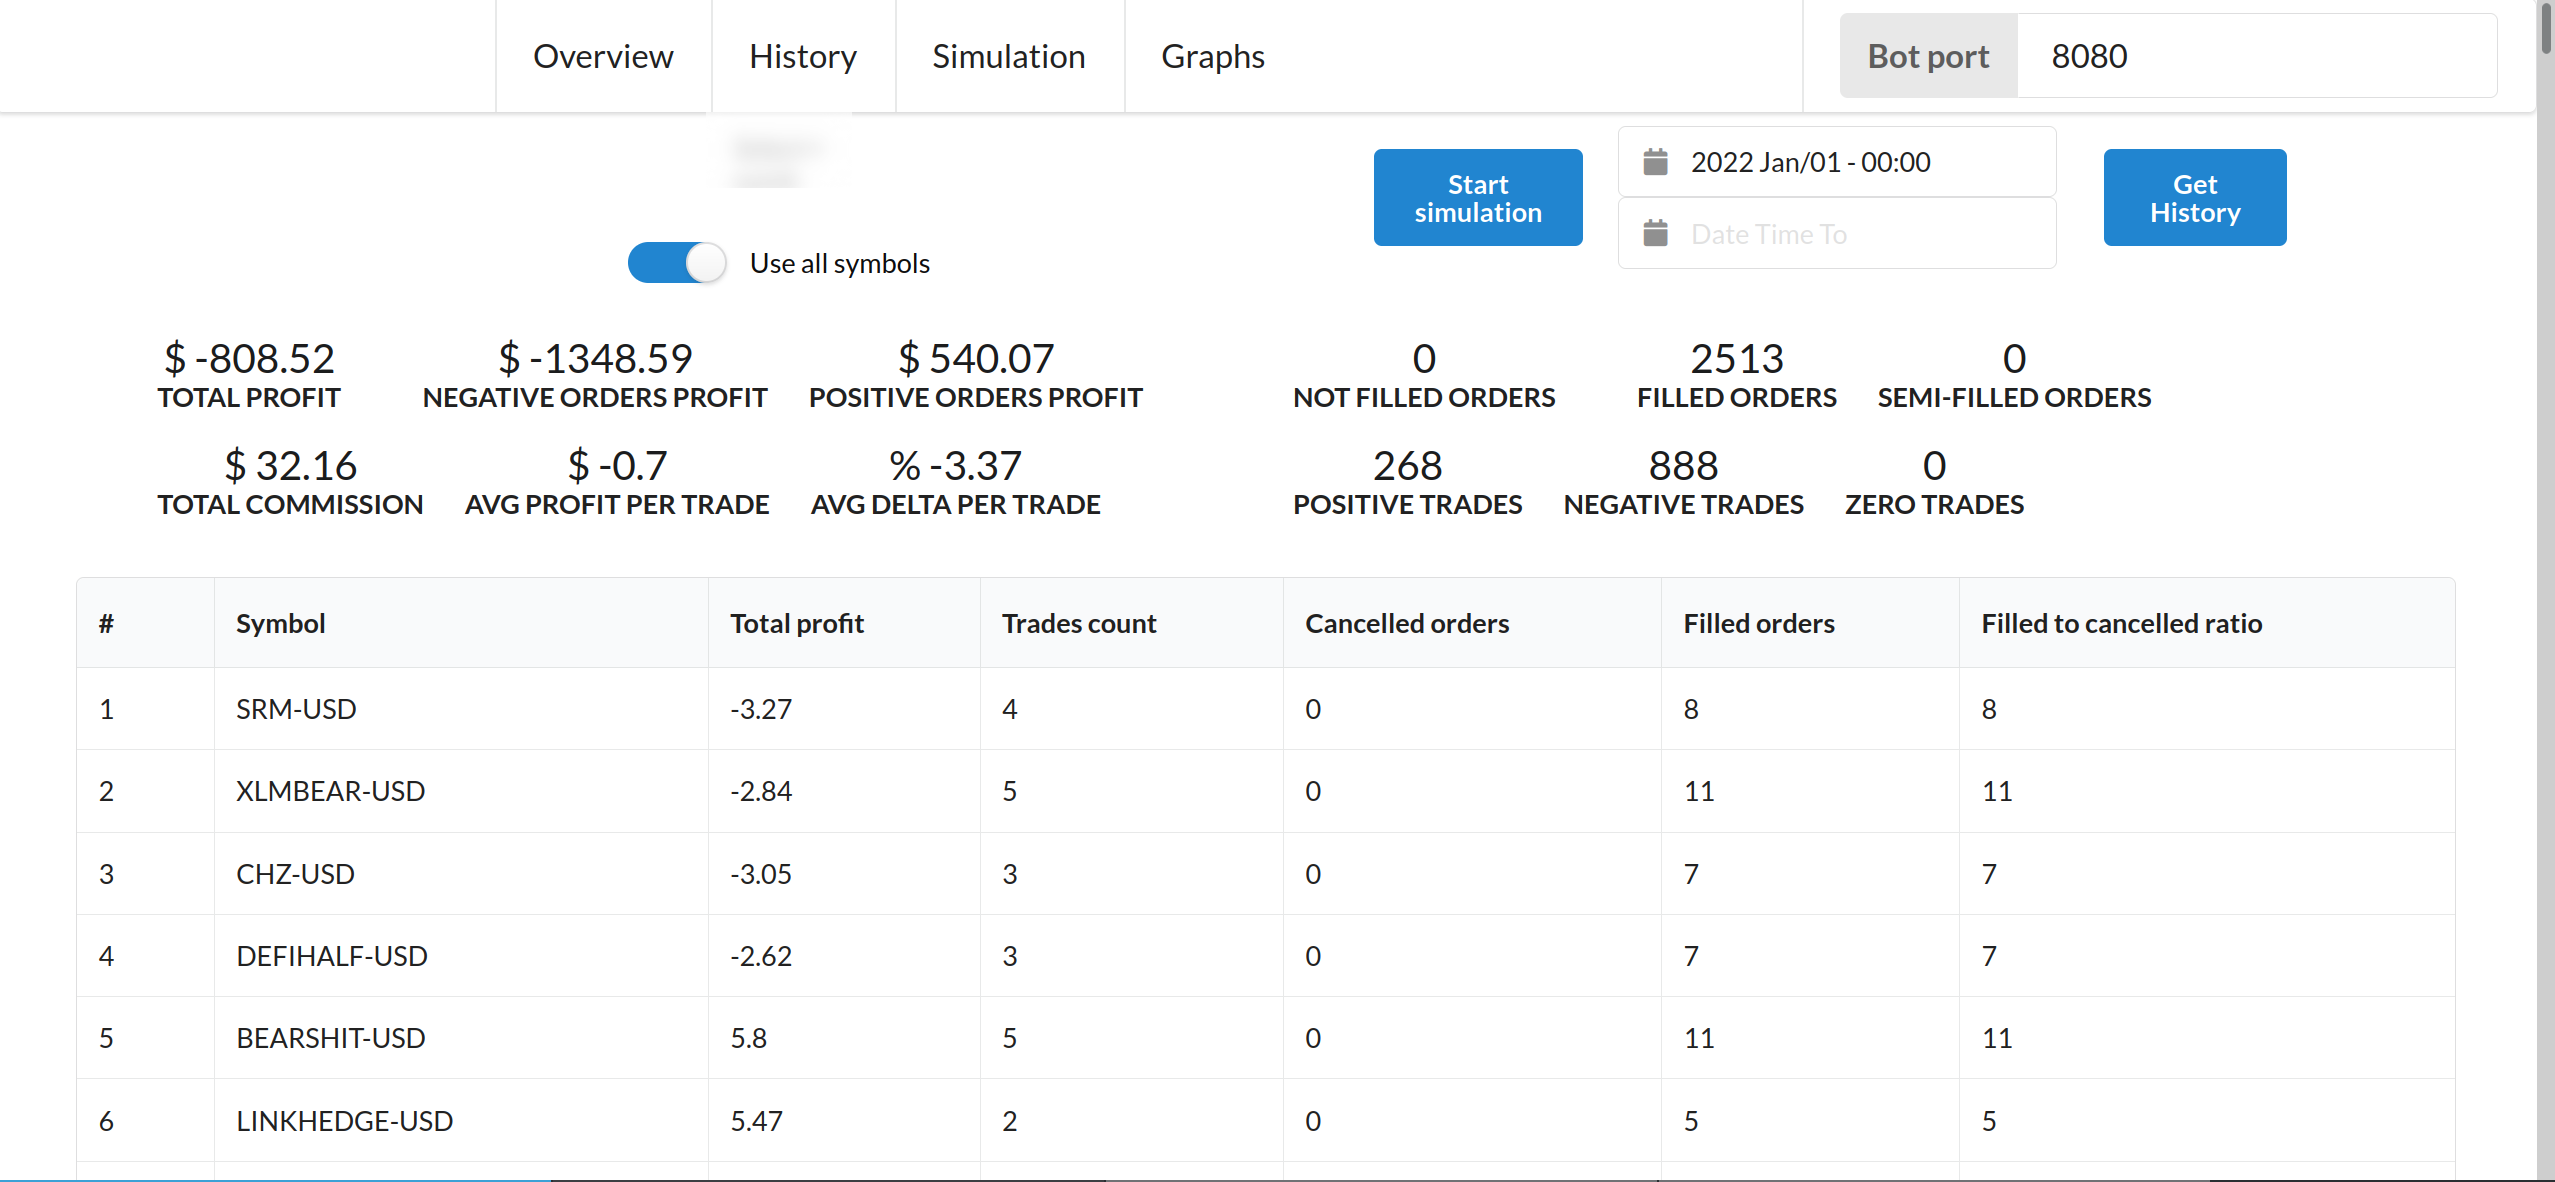 Overview History Simulation Graphs Bot port 8080
Start simulation
2022 Jan/01 - 00:00
Date Time To
Get History
Use all symbols
$ -808.52 $ -1348.59 $ 540.07 0 2513 0
TOTAL PROFIT NEGATIVE ORDERS PROFIT POSITIVE ORDERS PROFIT NOT FILLED ORDERS FILLED ORDERS SEMI-FILLED ORDERS
$ 32.16 $ -0.7 % -3.37 268 888 0
TOTAL COMMISSION AVG PROFIT PER TRADE AVG DELTA PER TRADE POSITIVE TRADES NEGATIVE TRADES ZERO TRADES
# Symbol Total profit Trades count Cancelled orders Filled orders Filled to cancelled ratio
1 SRM-USD -3.27 4 0 8 8
2 XLMBEAR-USD -2.84 5 0 11 11
3 CHZ-USD -3.05 3 0 7 7
4 DEFIHALF-USD -2.62 3 0 7 7
5 BEARSHIT-USD 5.8 5 0 11 11
6 LINKHEDGE-USD 5.47 2 0 5 5